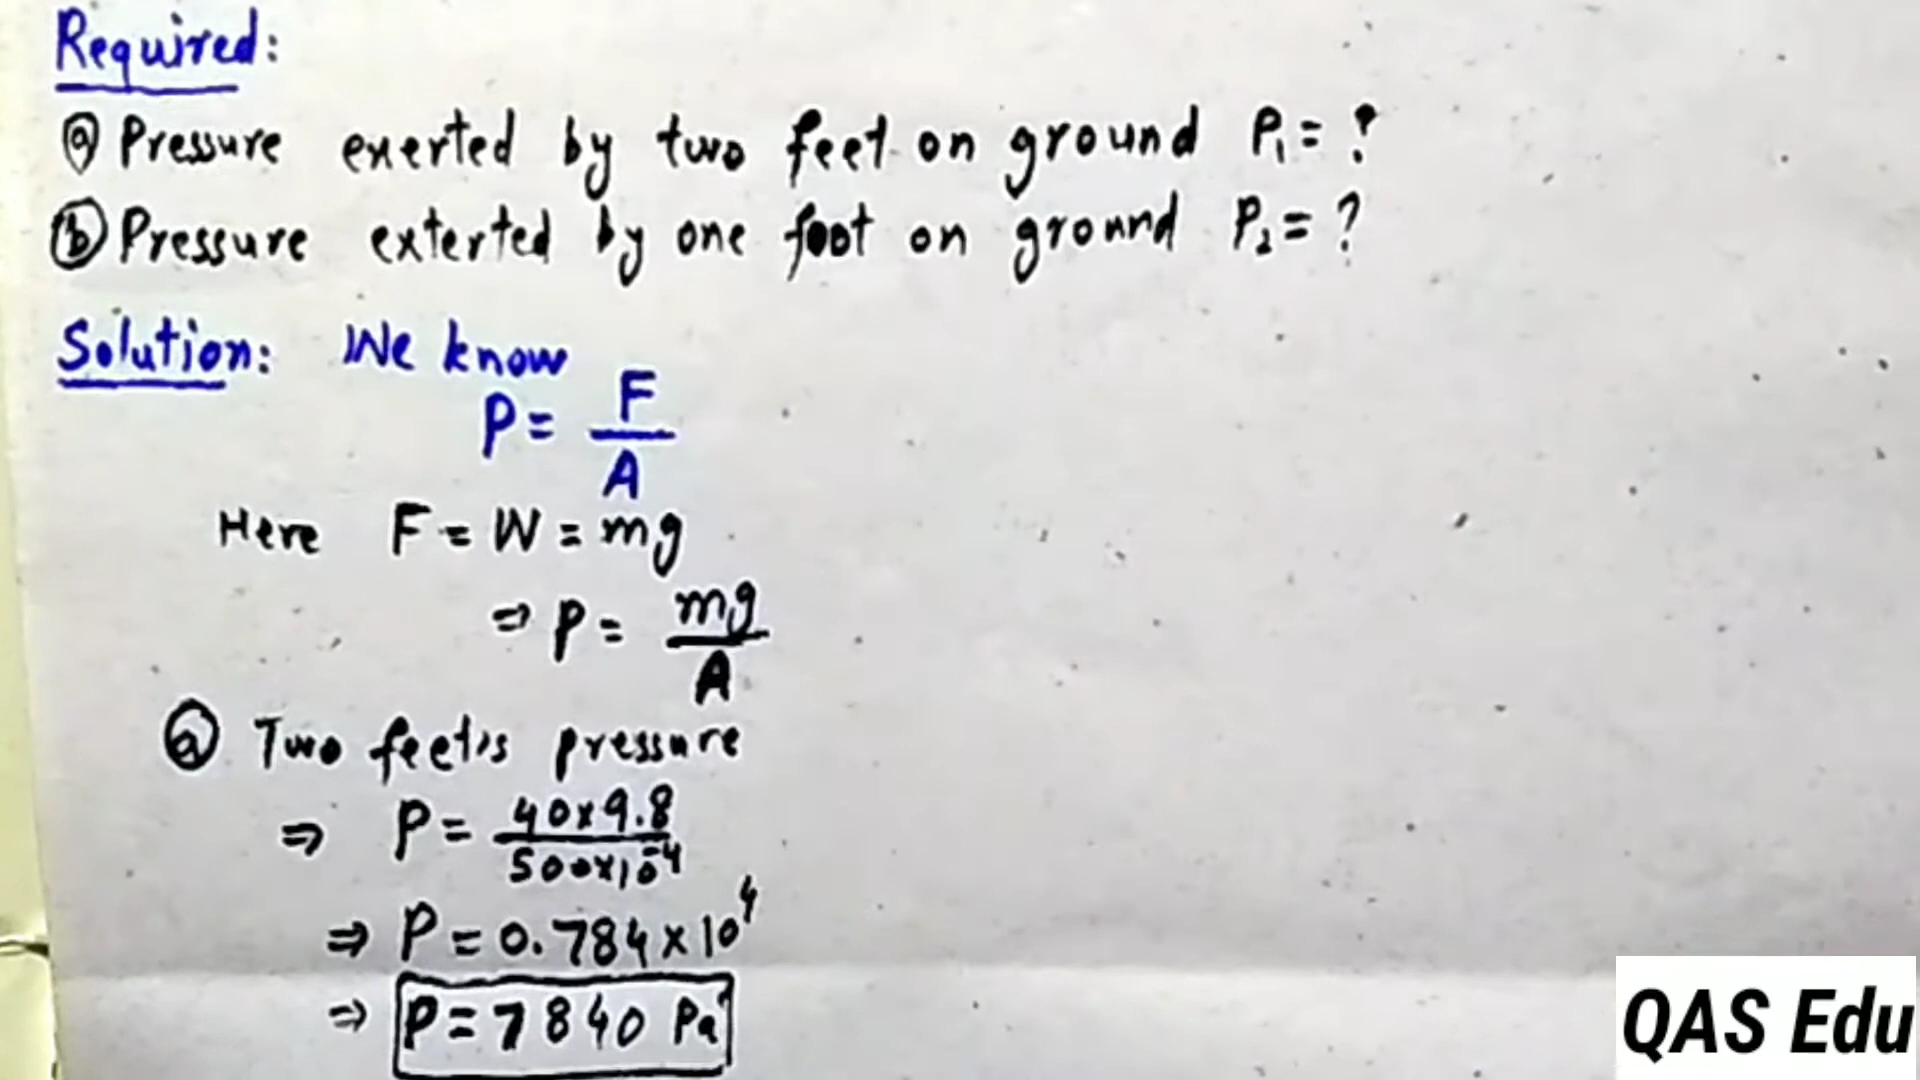 Required:
ⓐ Pressure exerted by two feet on ground P₁ = ?
ⓑ Pressure exterted by one foot on ground P₂ = ?
Solution: We know
P = F/A
Here F = W = mg
⇒ P = mg/A
ⓐ Two feet's pressure
⇒ P = 40×9.8/500×10⁻⁴
⇒ P = 0.784 × 10⁴
⇒ P = 7840 Pa
QAS Edu